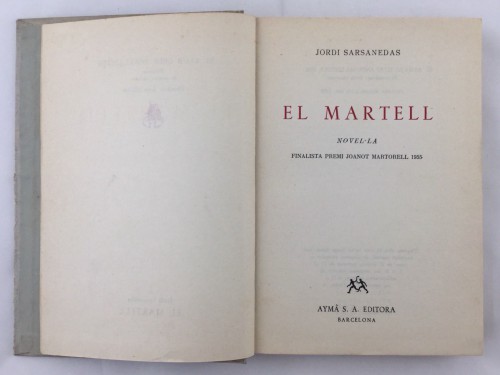 JORDI SARSANEDAS
EL MARTELL
NOVEL·LA
FINALISTA PREMI JOANOT MARTORELL 1955
AYMÀ S. A. EDITORA
BARCELONA